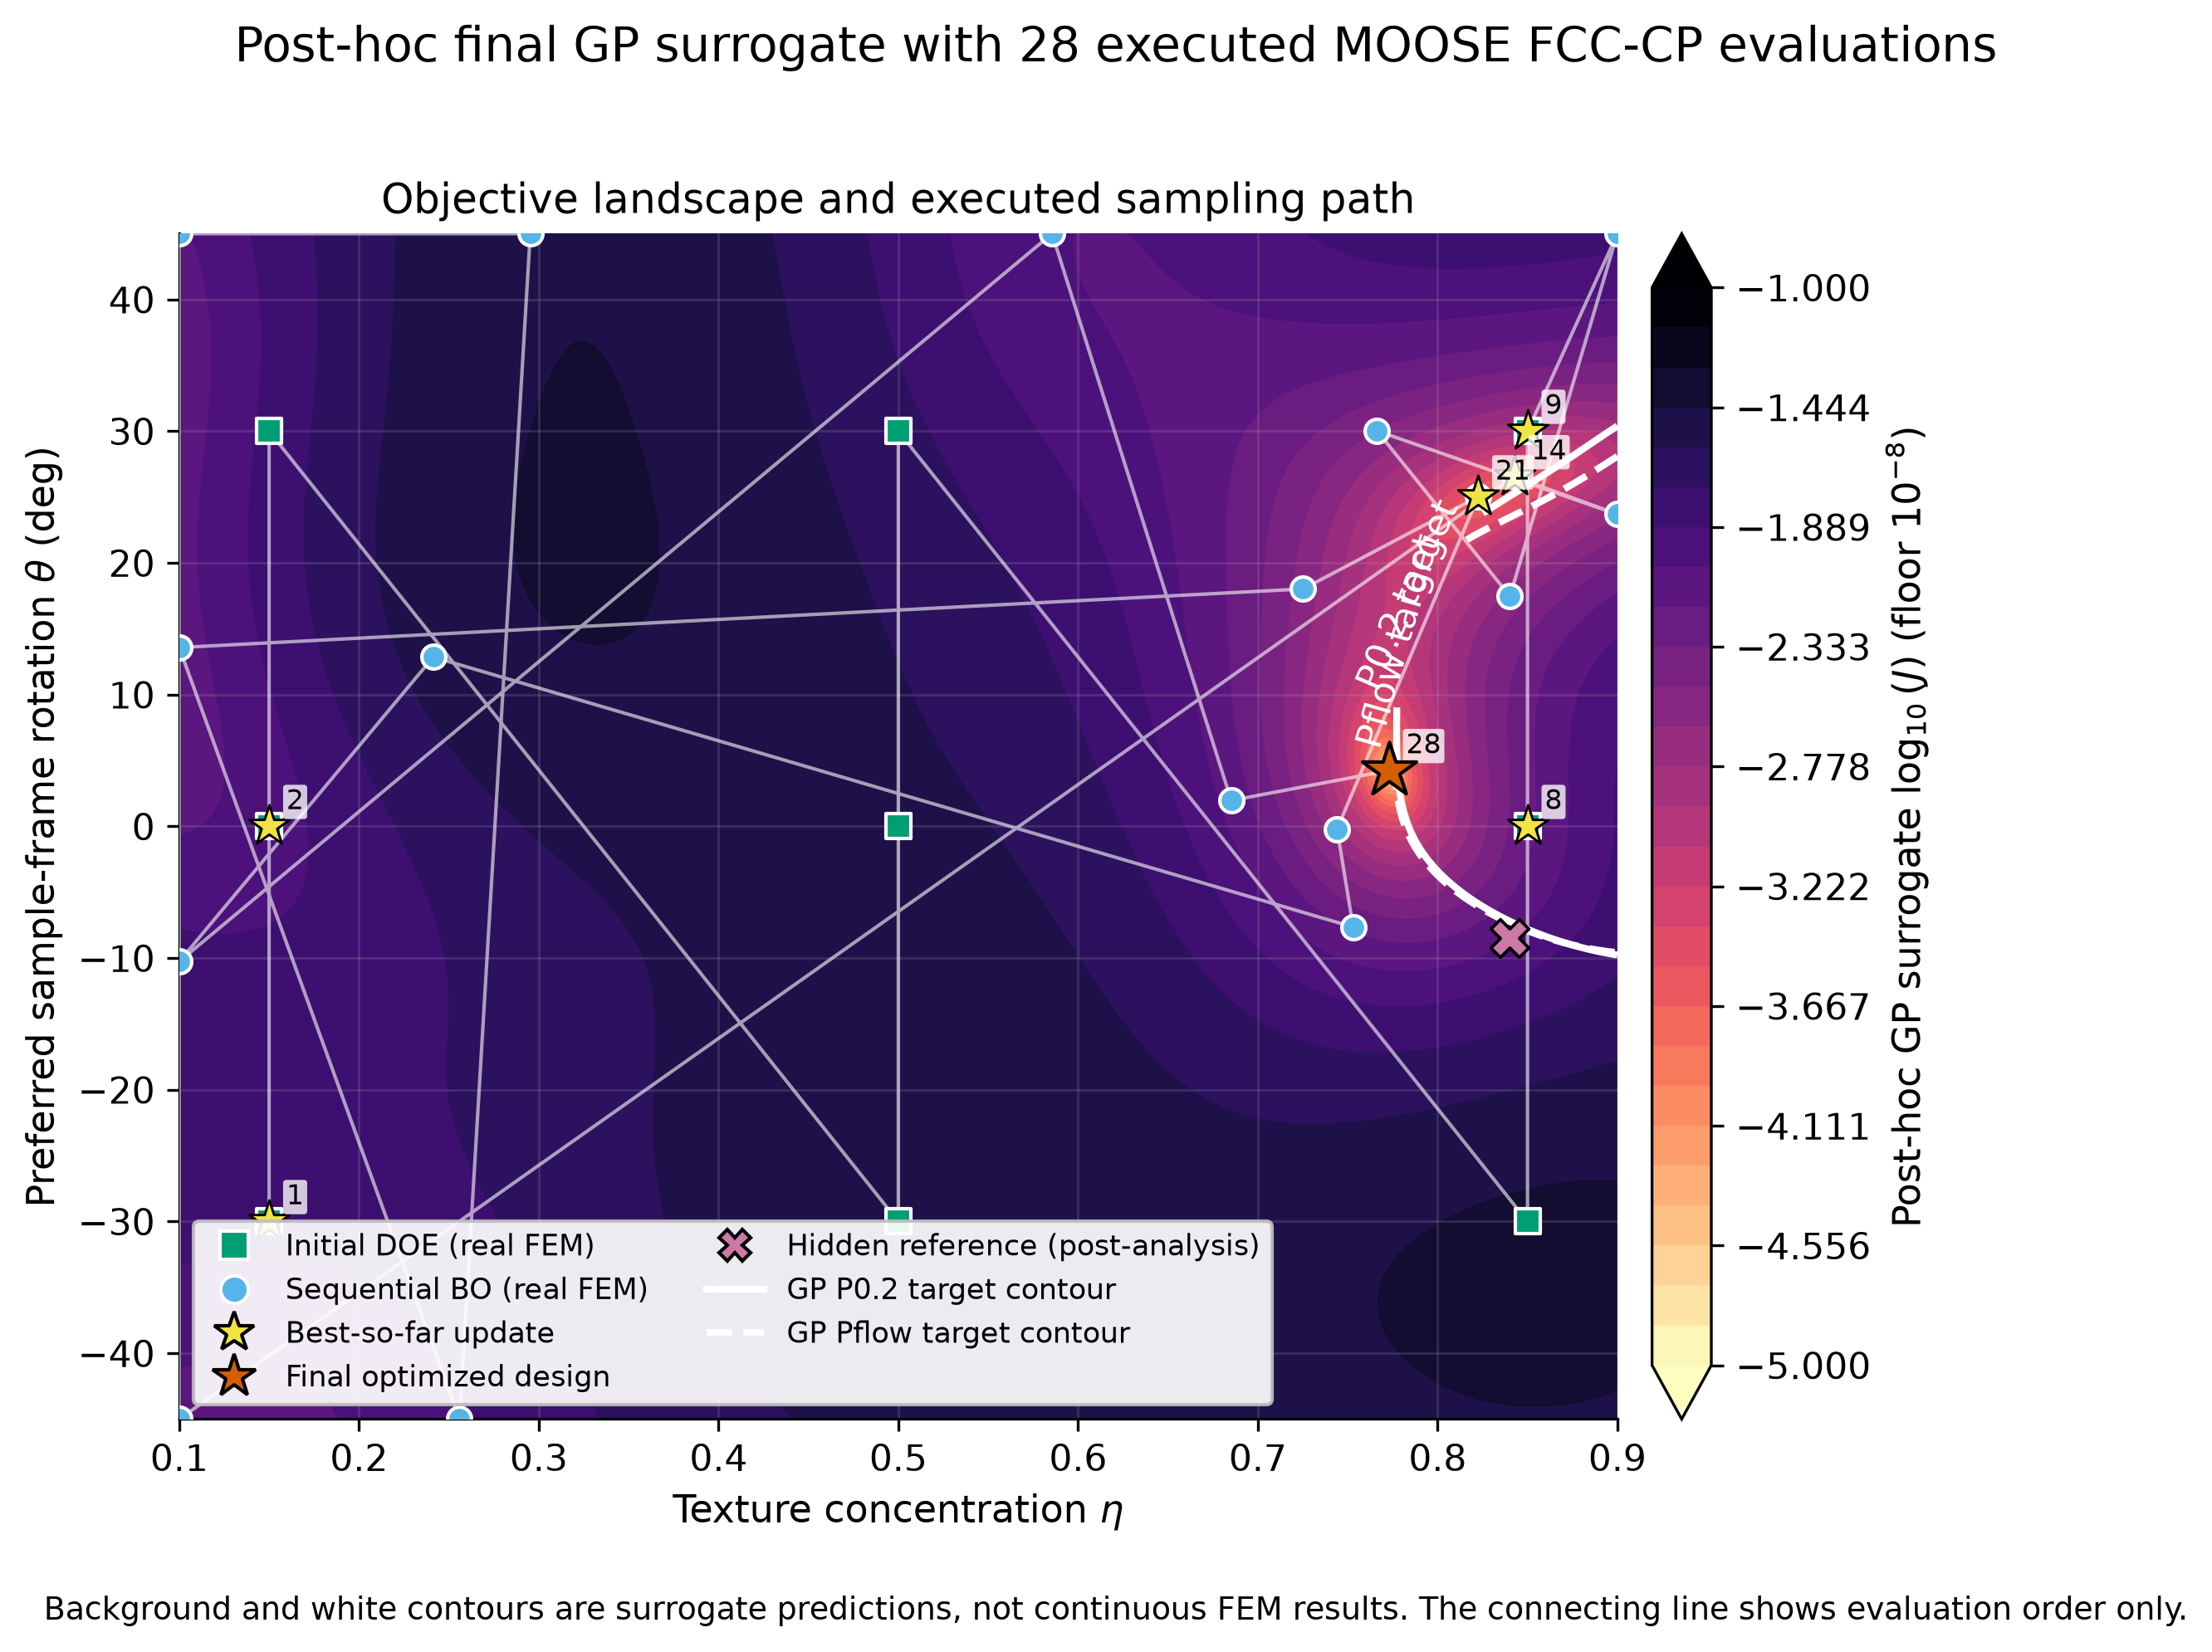 Post-hoc final GP surrogate with 28 executed MOOSE FCC-CP evaluations
Objective landscape and executed sampling path
Preferred sample-frame rotation θ (deg)
40
30
20
10
0
−10
−20
−30
−40
9
14
21
P0.2 target
Pflow target
28
2
8
1
Initial DOE (real FEM)
Sequential BO (real FEM)
Best-so-far update
Final optimized design
Hidden reference (post-analysis)
GP P0.2 target contour
GP Pflow target contour
0.1 0.2 0.3 0.4 0.5 0.6 0.7 0.8 0.9
Texture concentration η
−1.000
−1.444
−1.889
−2.333
−2.778
−3.222
−3.667
−4.111
−4.556
−5.000
Post-hoc GP surrogate log₁₀ (J) (floor 10⁻⁸)
Background and white contours are surrogate predictions, not continuous FEM results. The connecting line shows evaluation order only.